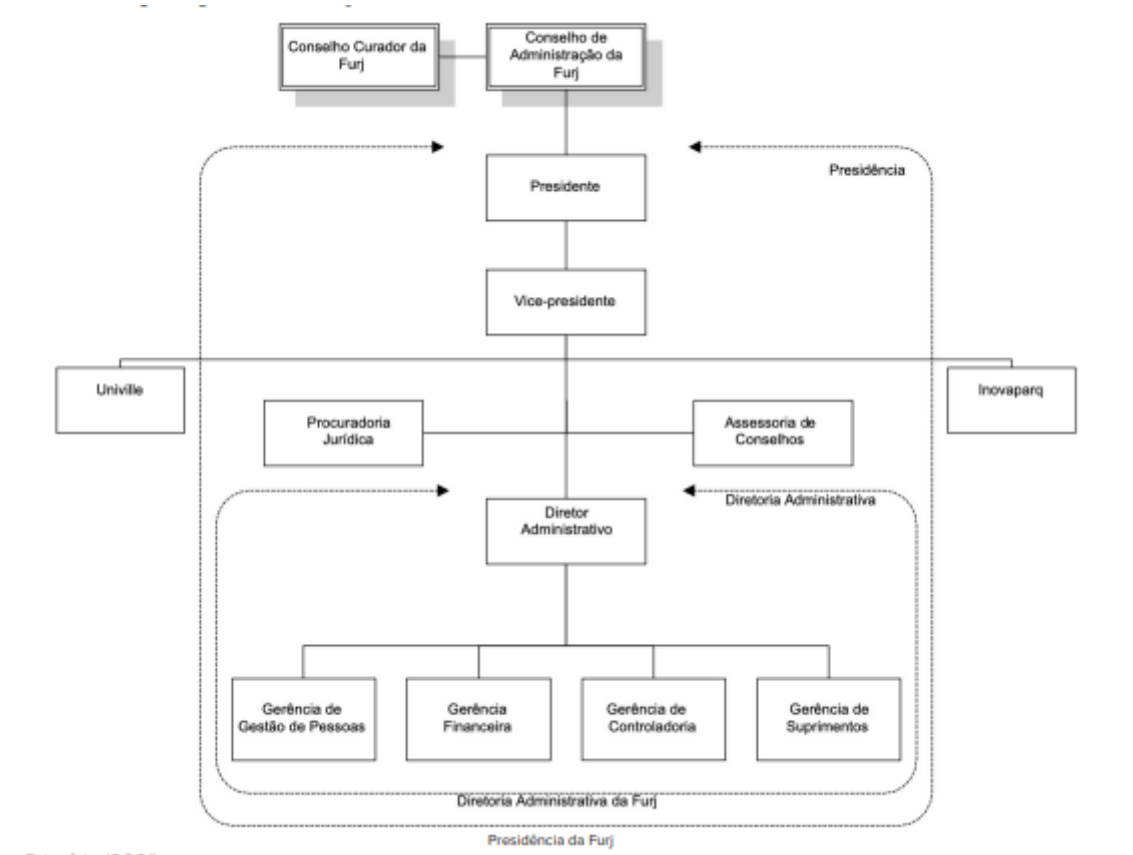 Conselho Curador da
Furj
Conselho de
Administração da
Furj
Presidência
Presidente
Vice-presidente
Univille
Inovaparq
Procuradoria
Jurídica
Assessoria de
Conselhos
Diretoria Administrativa
Diretor
Administrativo
Gerência de
Gestão de Pessoas
Gerência
Financeira
Gerência de
Controladoria
Gerência de
Suprimentos
Diretoria Administrativa da Furj
Presidência da Furj